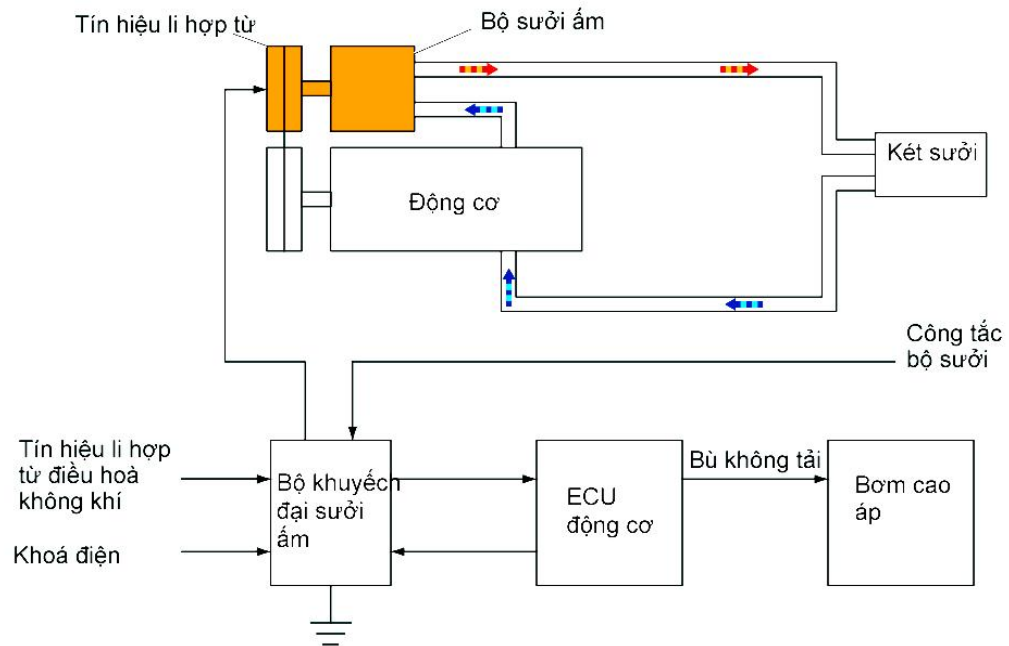 Tín hiệu li hợp từ
Bộ sưởi ấm
Két sưởi
Động cơ
Công tắc
bộ sưởi
Tín hiệu li hợp
từ điều hoà
không khí
Khoá điện
Bộ khuyếch
đại sưởi
ấm
ECU
động cơ
Bù không tải
Bơm cao
áp